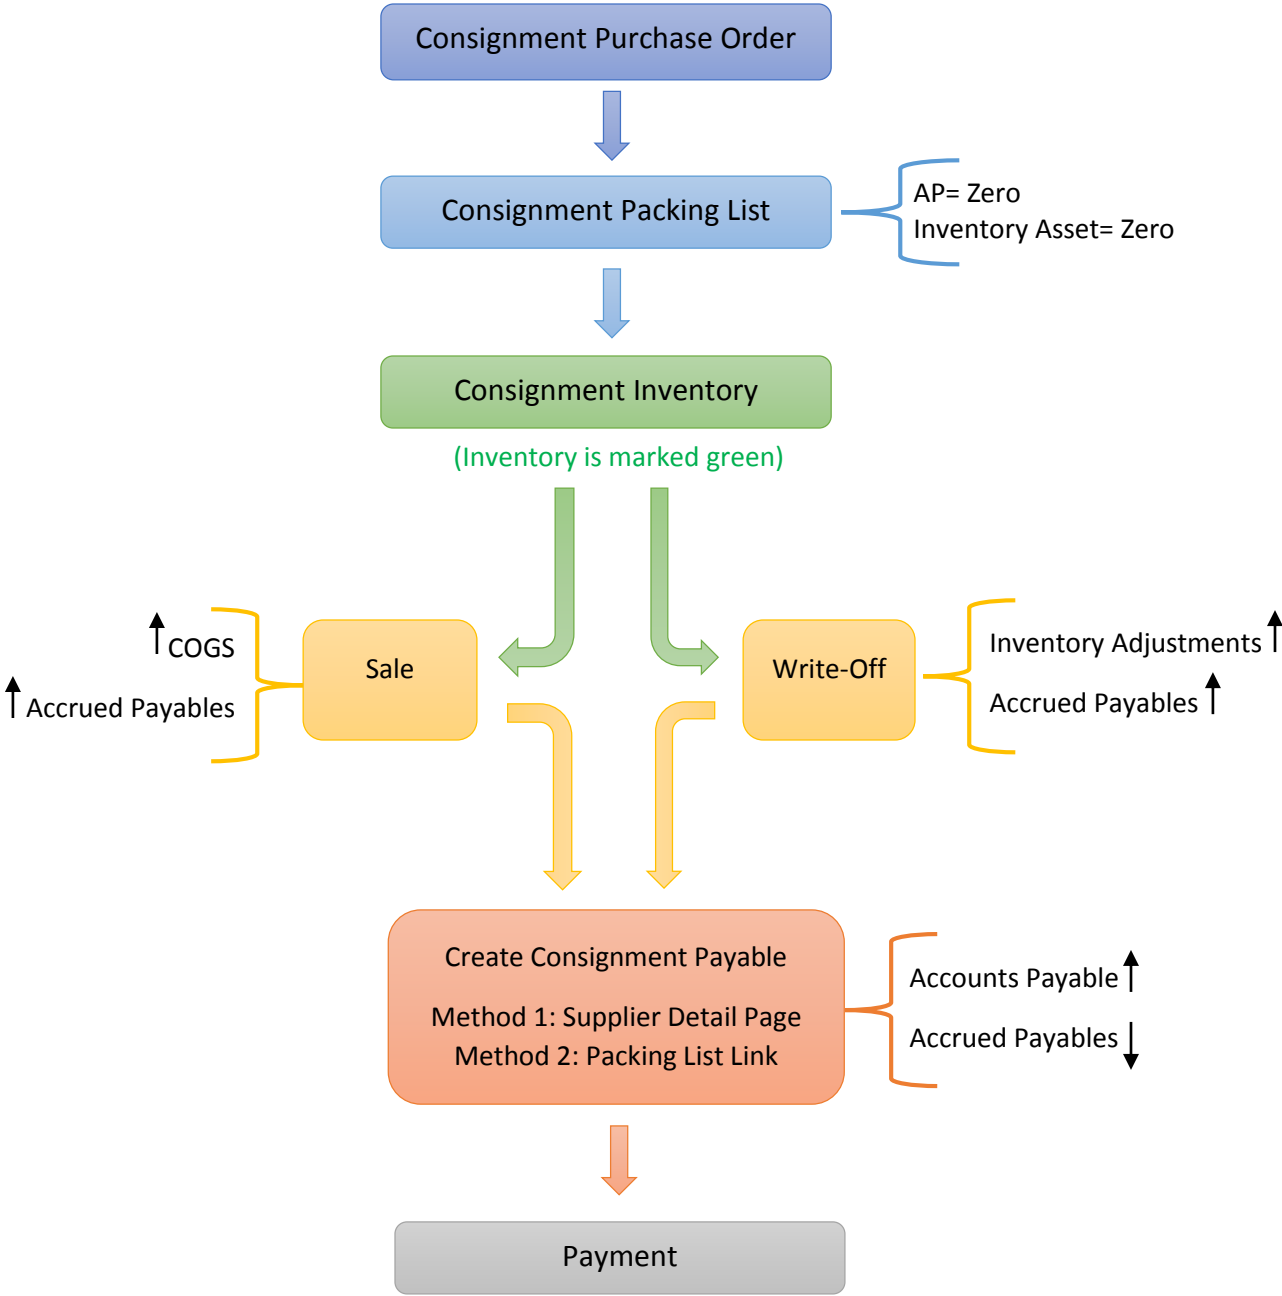 Consignment Purchase Order
Consignment Packing List
AP= Zero
Inventory Asset= Zero
Consignment Inventory
(Inventory is marked green)
COGS
Accrued Payables
Sale
Write-Off
Inventory Adjustments
Accrued Payables
Create Consignment Payable
Method 1: Supplier Detail Page
Method 2: Packing List Link
Accounts Payable
Accrued Payables
Payment